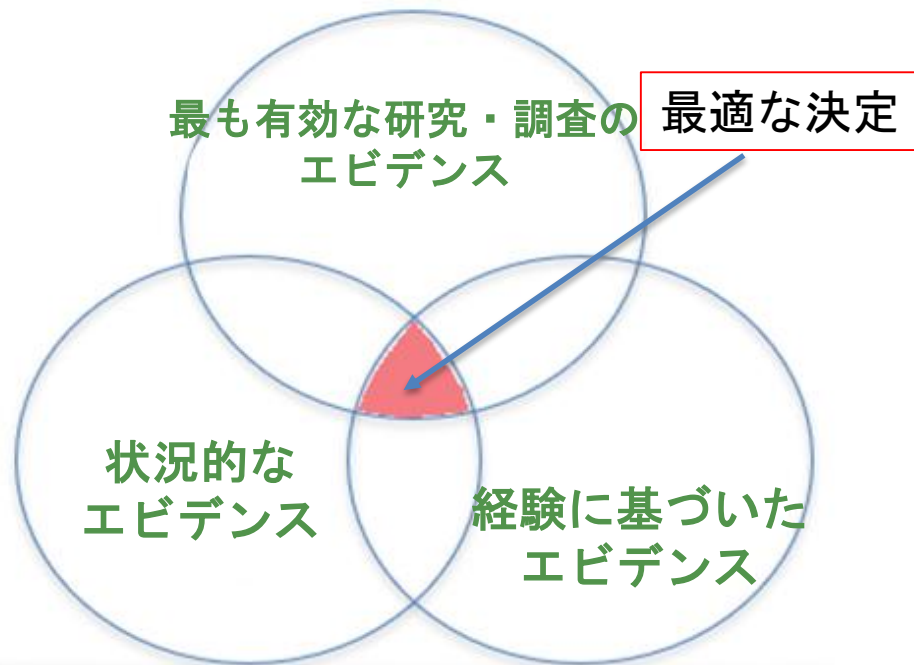 最も有効な研究・調査の
エビデンス
最適な決定
状況的な
エビデンス
経験に基づいた
エビデンス